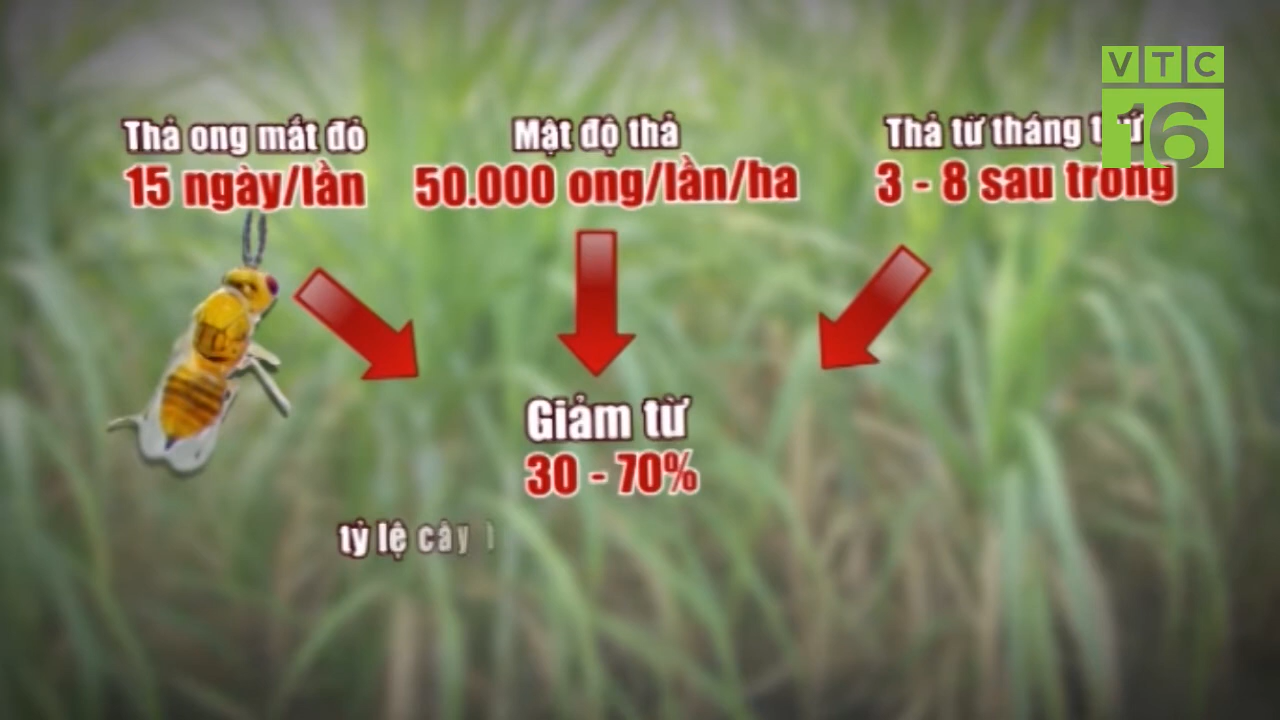 VTC
16
Thả ong mắt đỏ
15 ngày/lần
Mật độ thả
50.000 ong/lần/ha
Thả từ tháng thứ
3 - 8 sau trồng
Giảm từ
30 - 70%
tỷ lệ cây